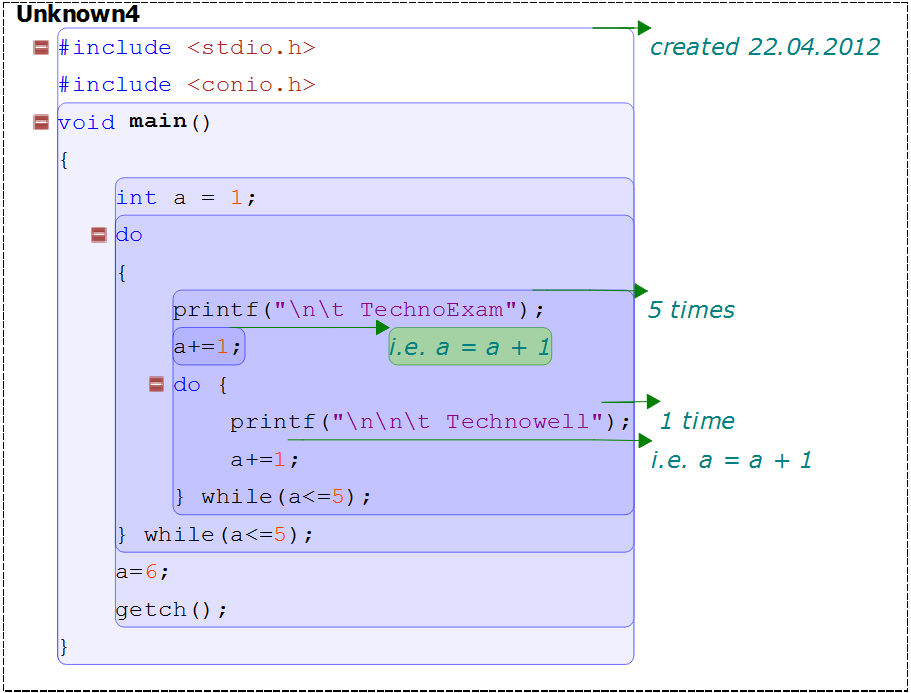 Unknown4
#include <stdio.h>
created 22.04.2012
#include <conio.h>
void main()
{
int a = 1;
do
{
printf("\n\t TechnoExam");
5 times
a+=1;
i.e. a = a + 1
do {
printf("\n\n\t Technowell");
1 time
a+=1;
i.e. a = a + 1
} while(a<=5);
} while(a<=5);
a=6;
getch();
}